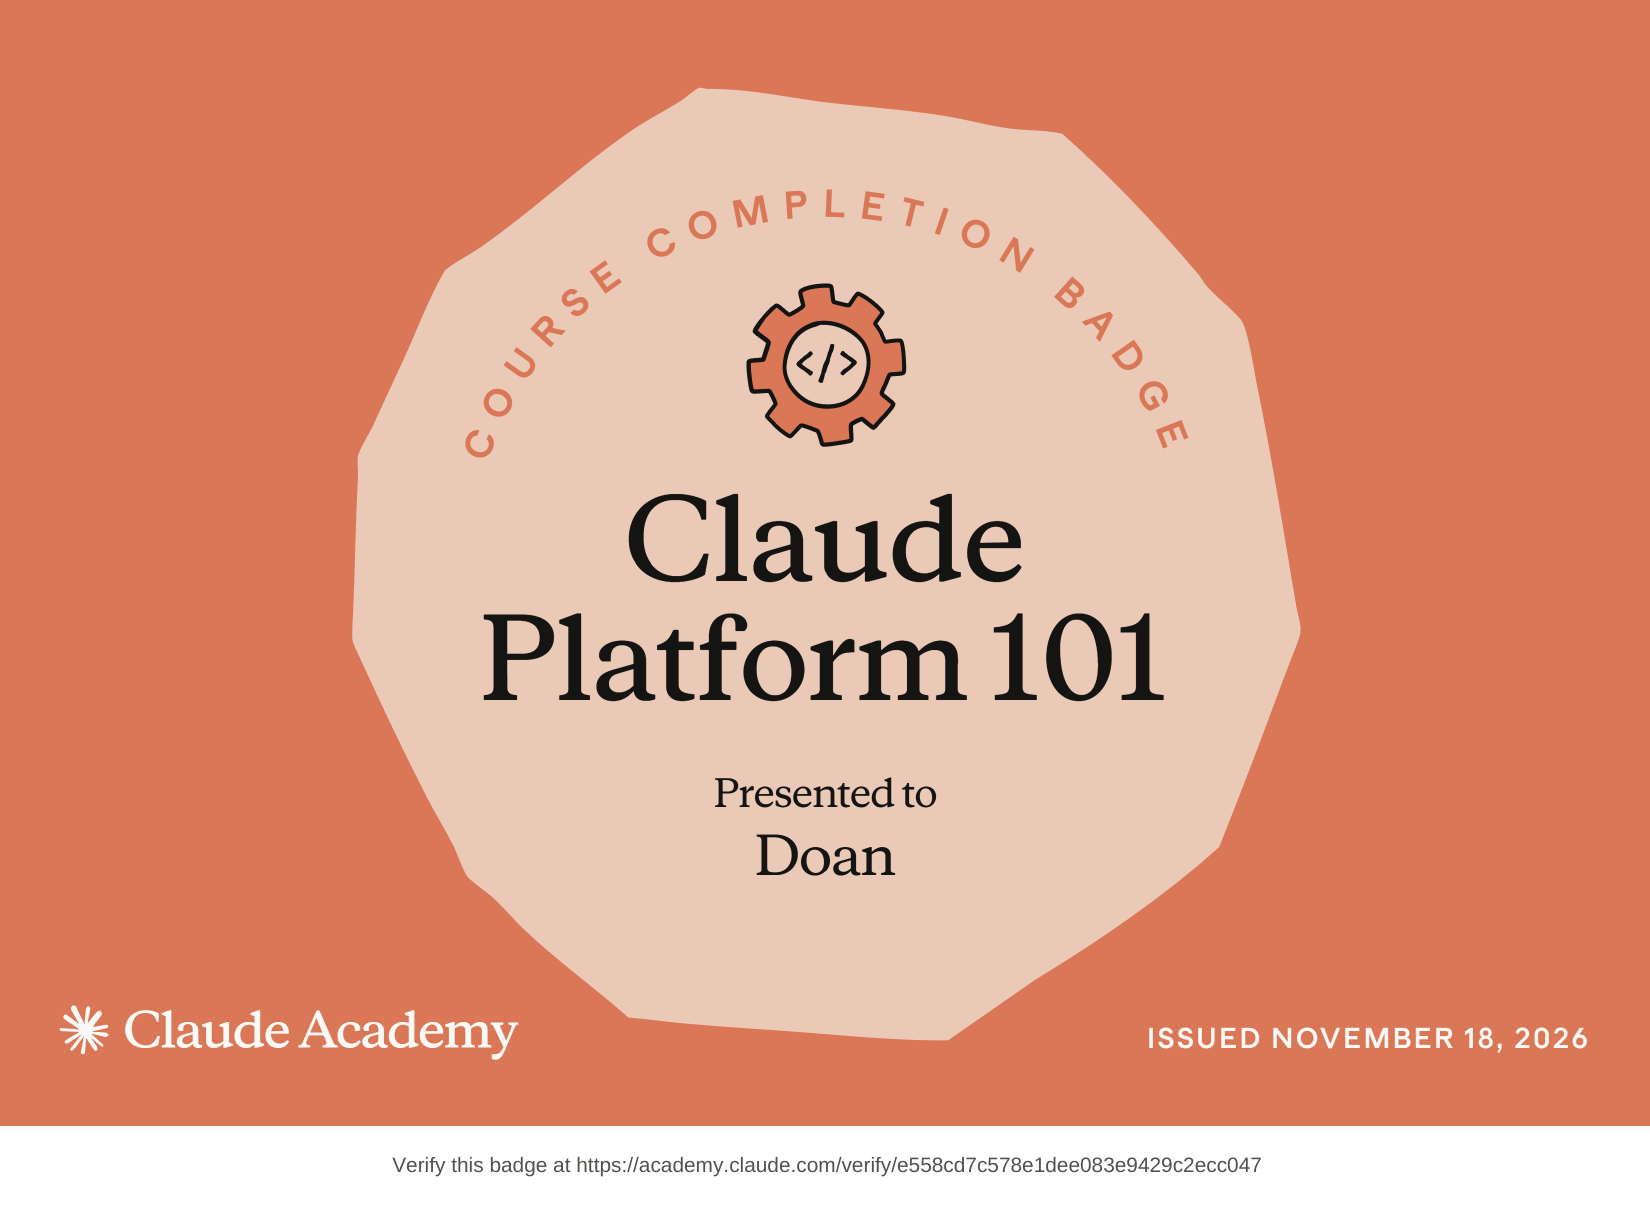 COURSE COMPLETION BADGE
</>
Claude
Platform 101
Presented to
Doan
Claude Academy
ISSUED NOVEMBER 18, 2026
Verify this badge at https://academy.claude.com/verify/e558cd7c578e1dee083e9429c2ecc047